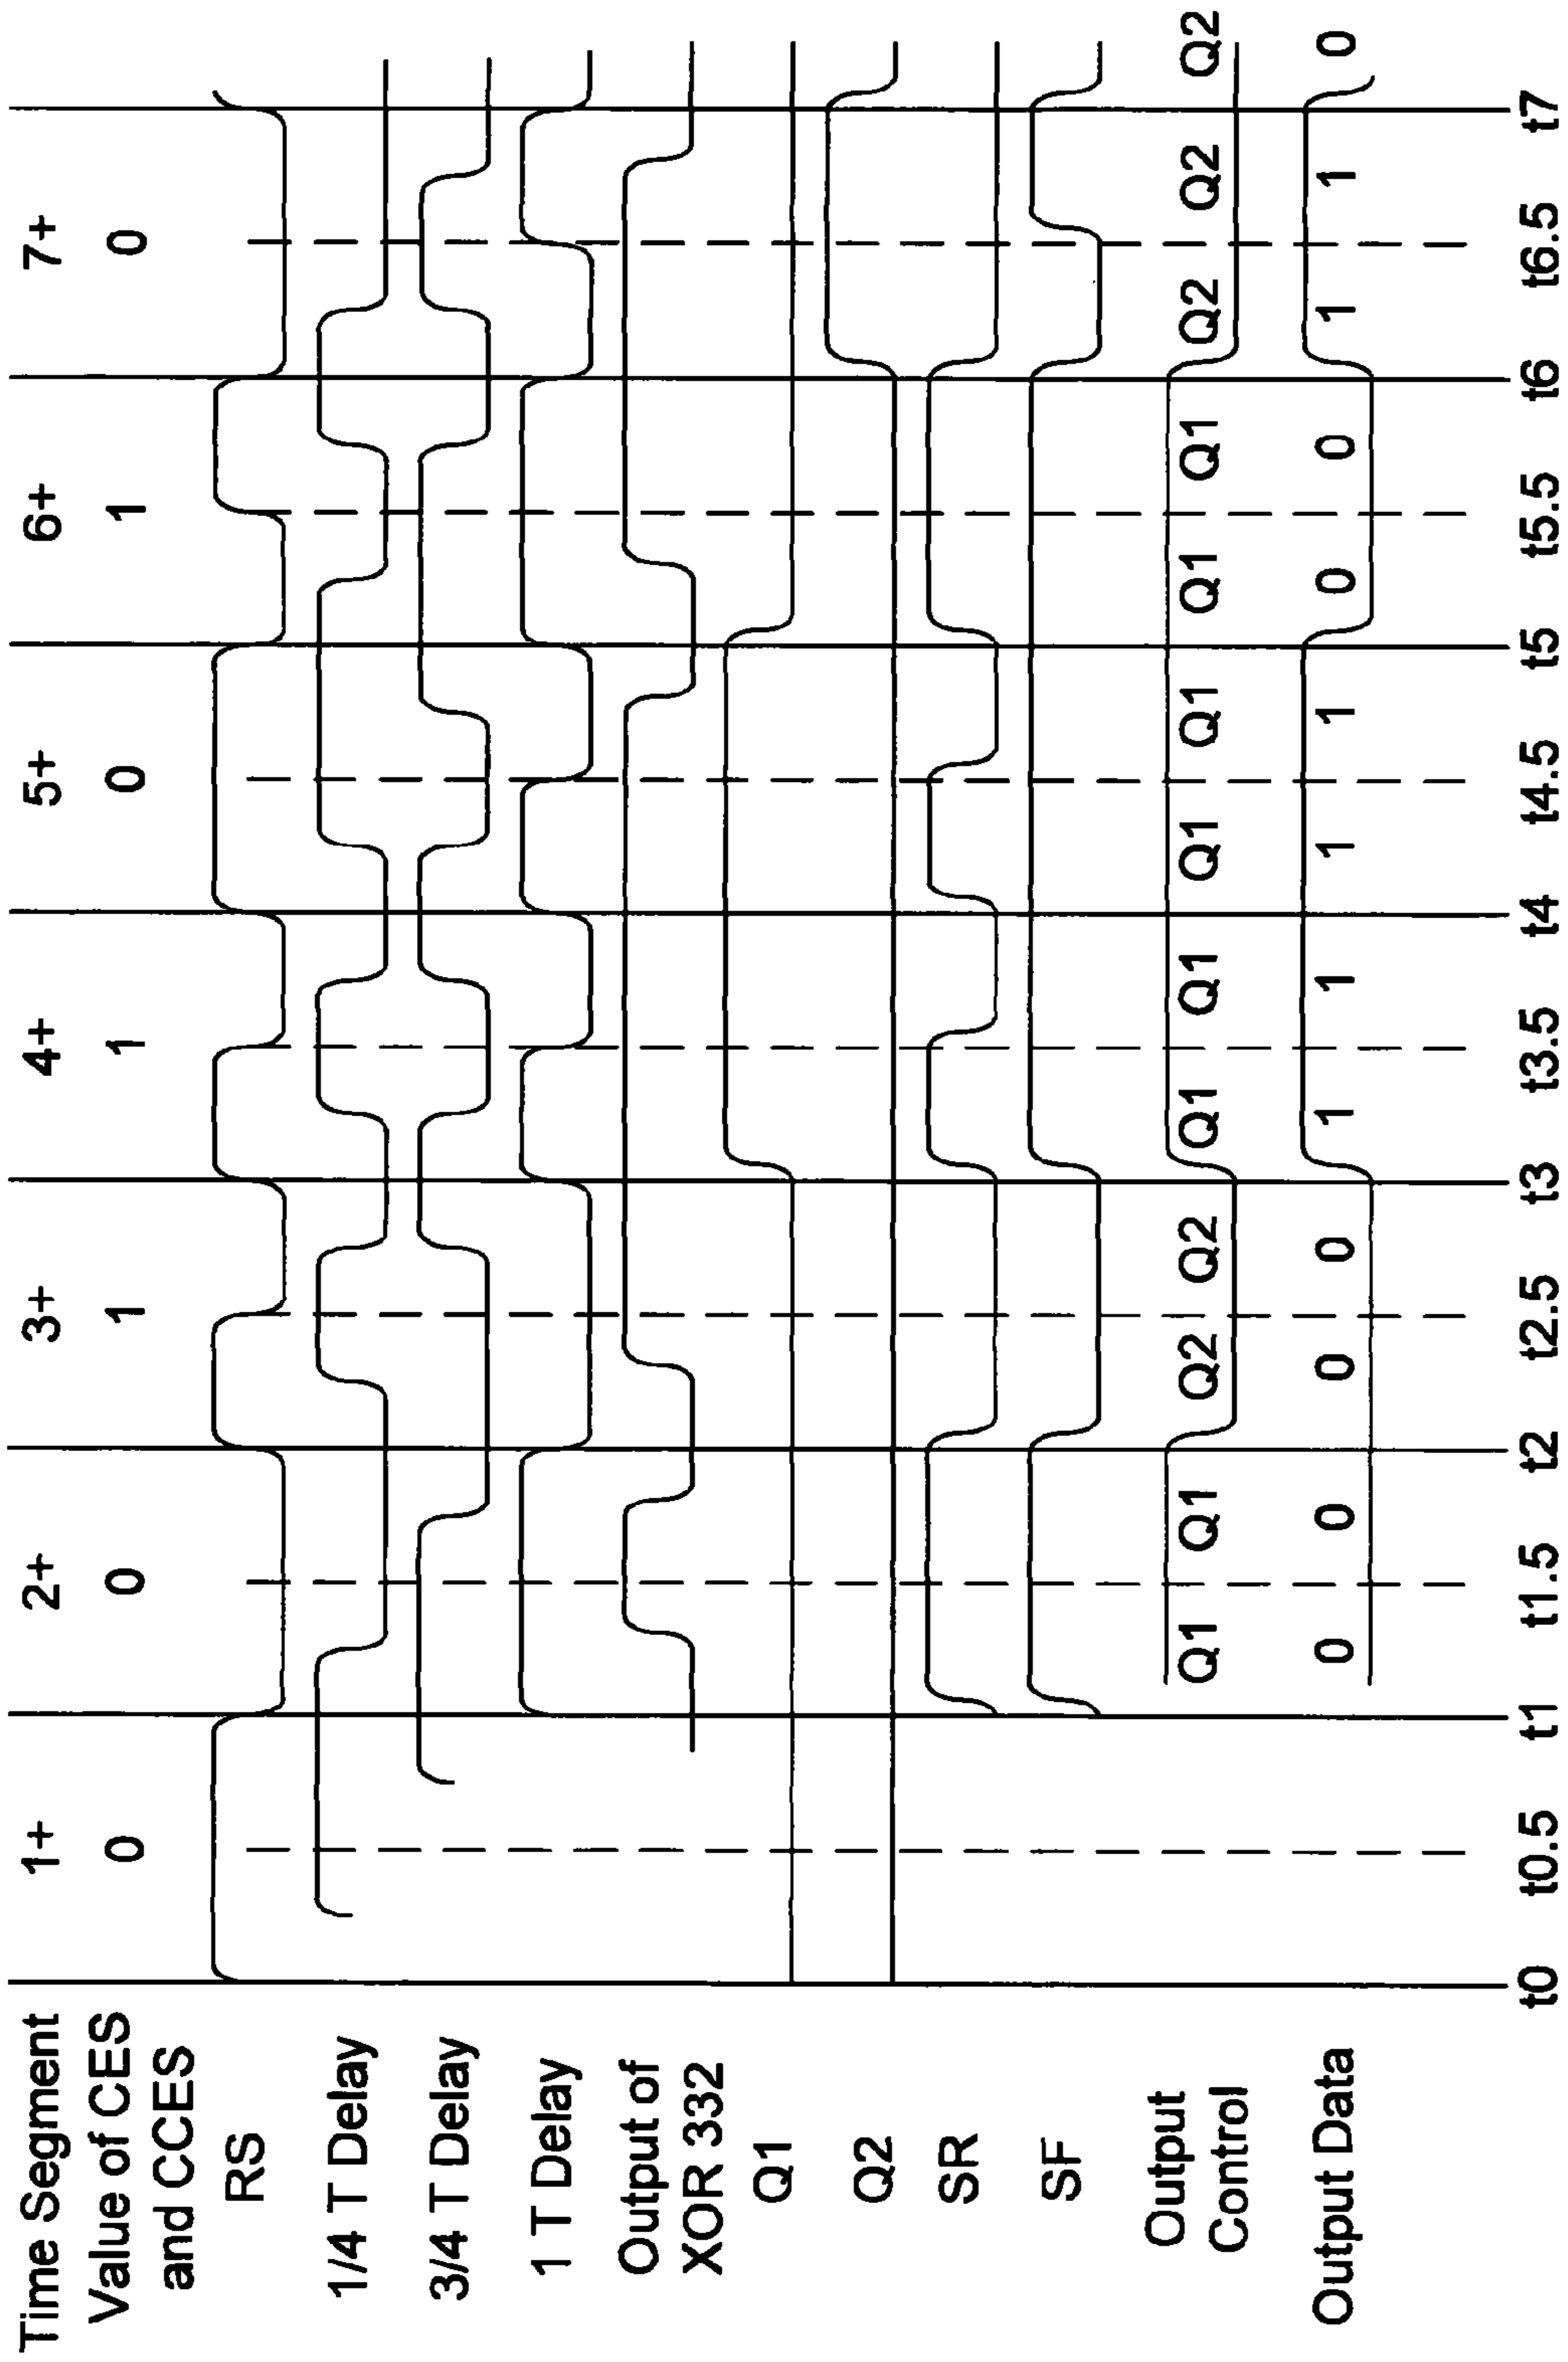 Time Segment 1+ 2+ 3+ 4+ 5+ 6+ 7+
Value of CES
and CCES 0 0 1 1 0 1 0
RS
1/4 T Delay
3/4 T Delay
1 T Delay
Output of
XOR 332
Q1
Q2
SR
SF
Output
Control Q1 Q1 Q2 Q2 Q1 Q1 Q1 Q1 Q1 Q1 Q2 Q2 Q2
Output Data 0 0 0 0 1 1 1 1 0 0 1 1 0
t0 t0.5 t1 t1.5 t2 t2.5 t3 t3.5 t4 t4.5 t5 t5.5 t6 t6.5 t7